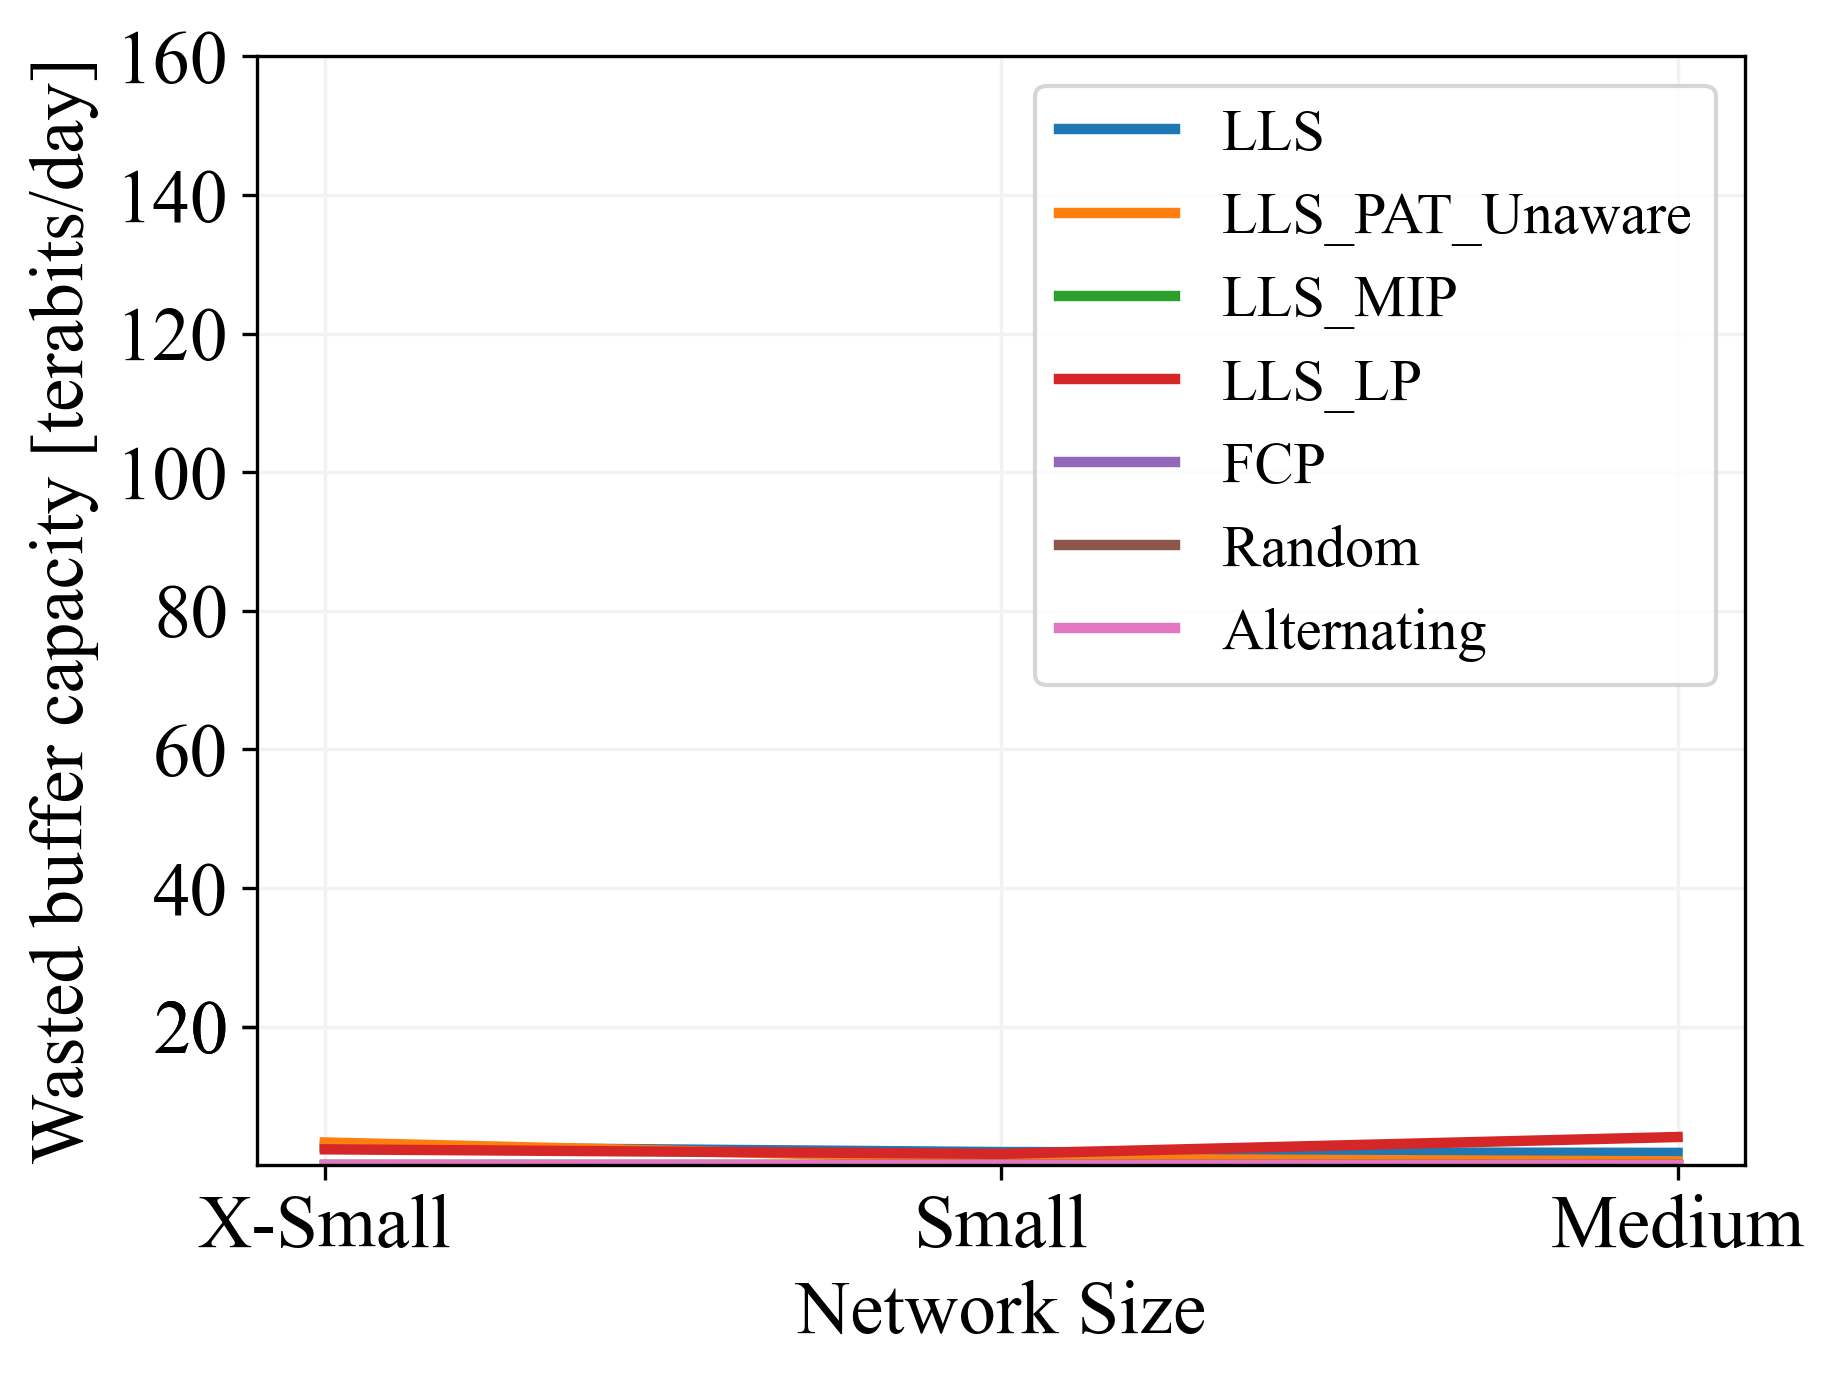 Wasted buffer capacity [terabits/day]
160
140
120
100
80
60
40
20
LLS
LLS_PAT_Unaware
LLS_MIP
LLS_LP
FCP
Random
Alternating
X-Small Small Medium
Network Size